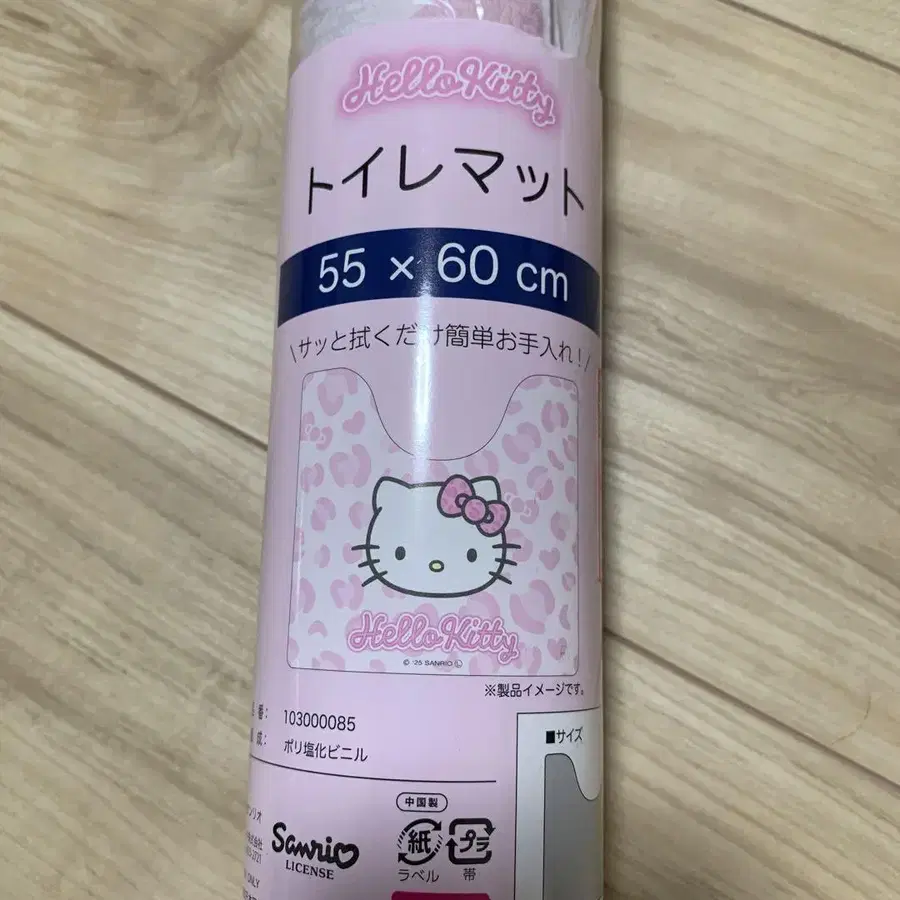 Hello Kitty
トイレマット
55 × 60 cm
\サッと拭くだけ簡単お手入れ!/
Hello Kitty
© '25 SANRIO Ⓛ
※製品イメージです。
番: 103000085
成: ポリ塩化ビニル
■サイズ
中国製
Sanrio
LICENSE
紙
ラベル
プラ
帯